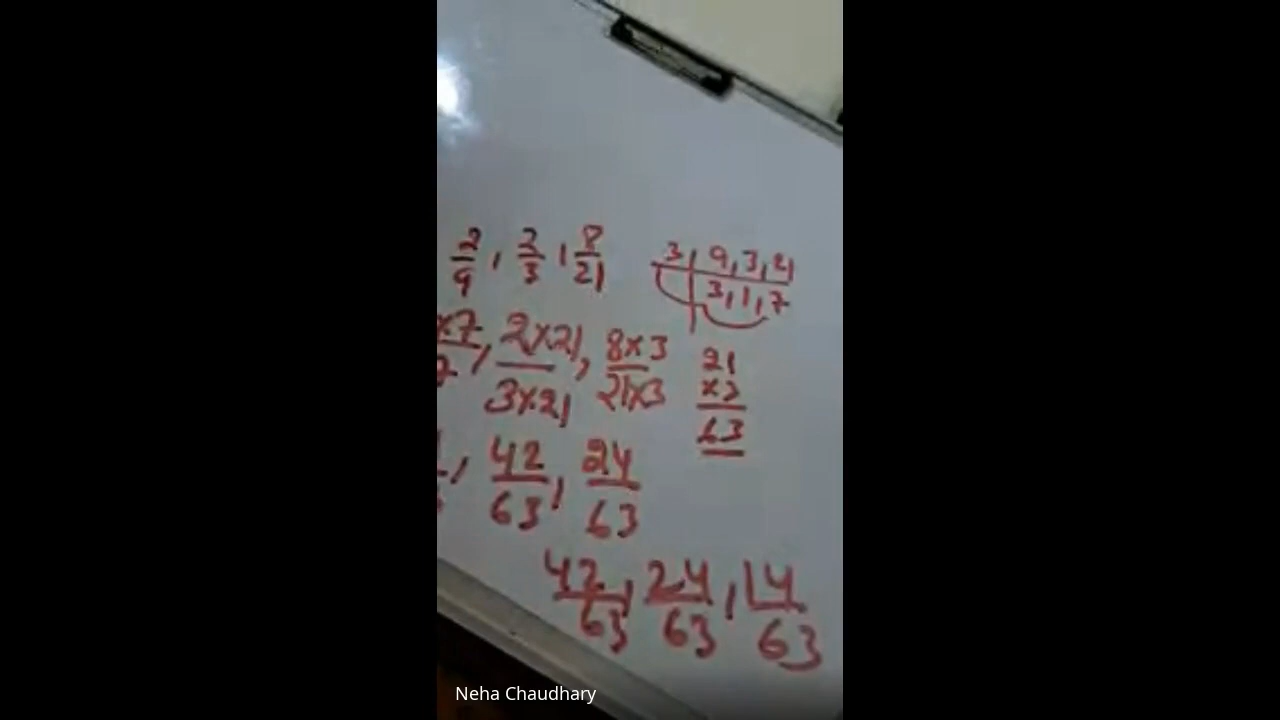 2/9, 2/3, 8/21
3 | 9, 3, 21
3, 1, 7
×7, 2×21/3×21, 8×3/21×3
21
×3
63
42/63, 24/63
42/63, 24/63, 14/63
Neha Chaudhary